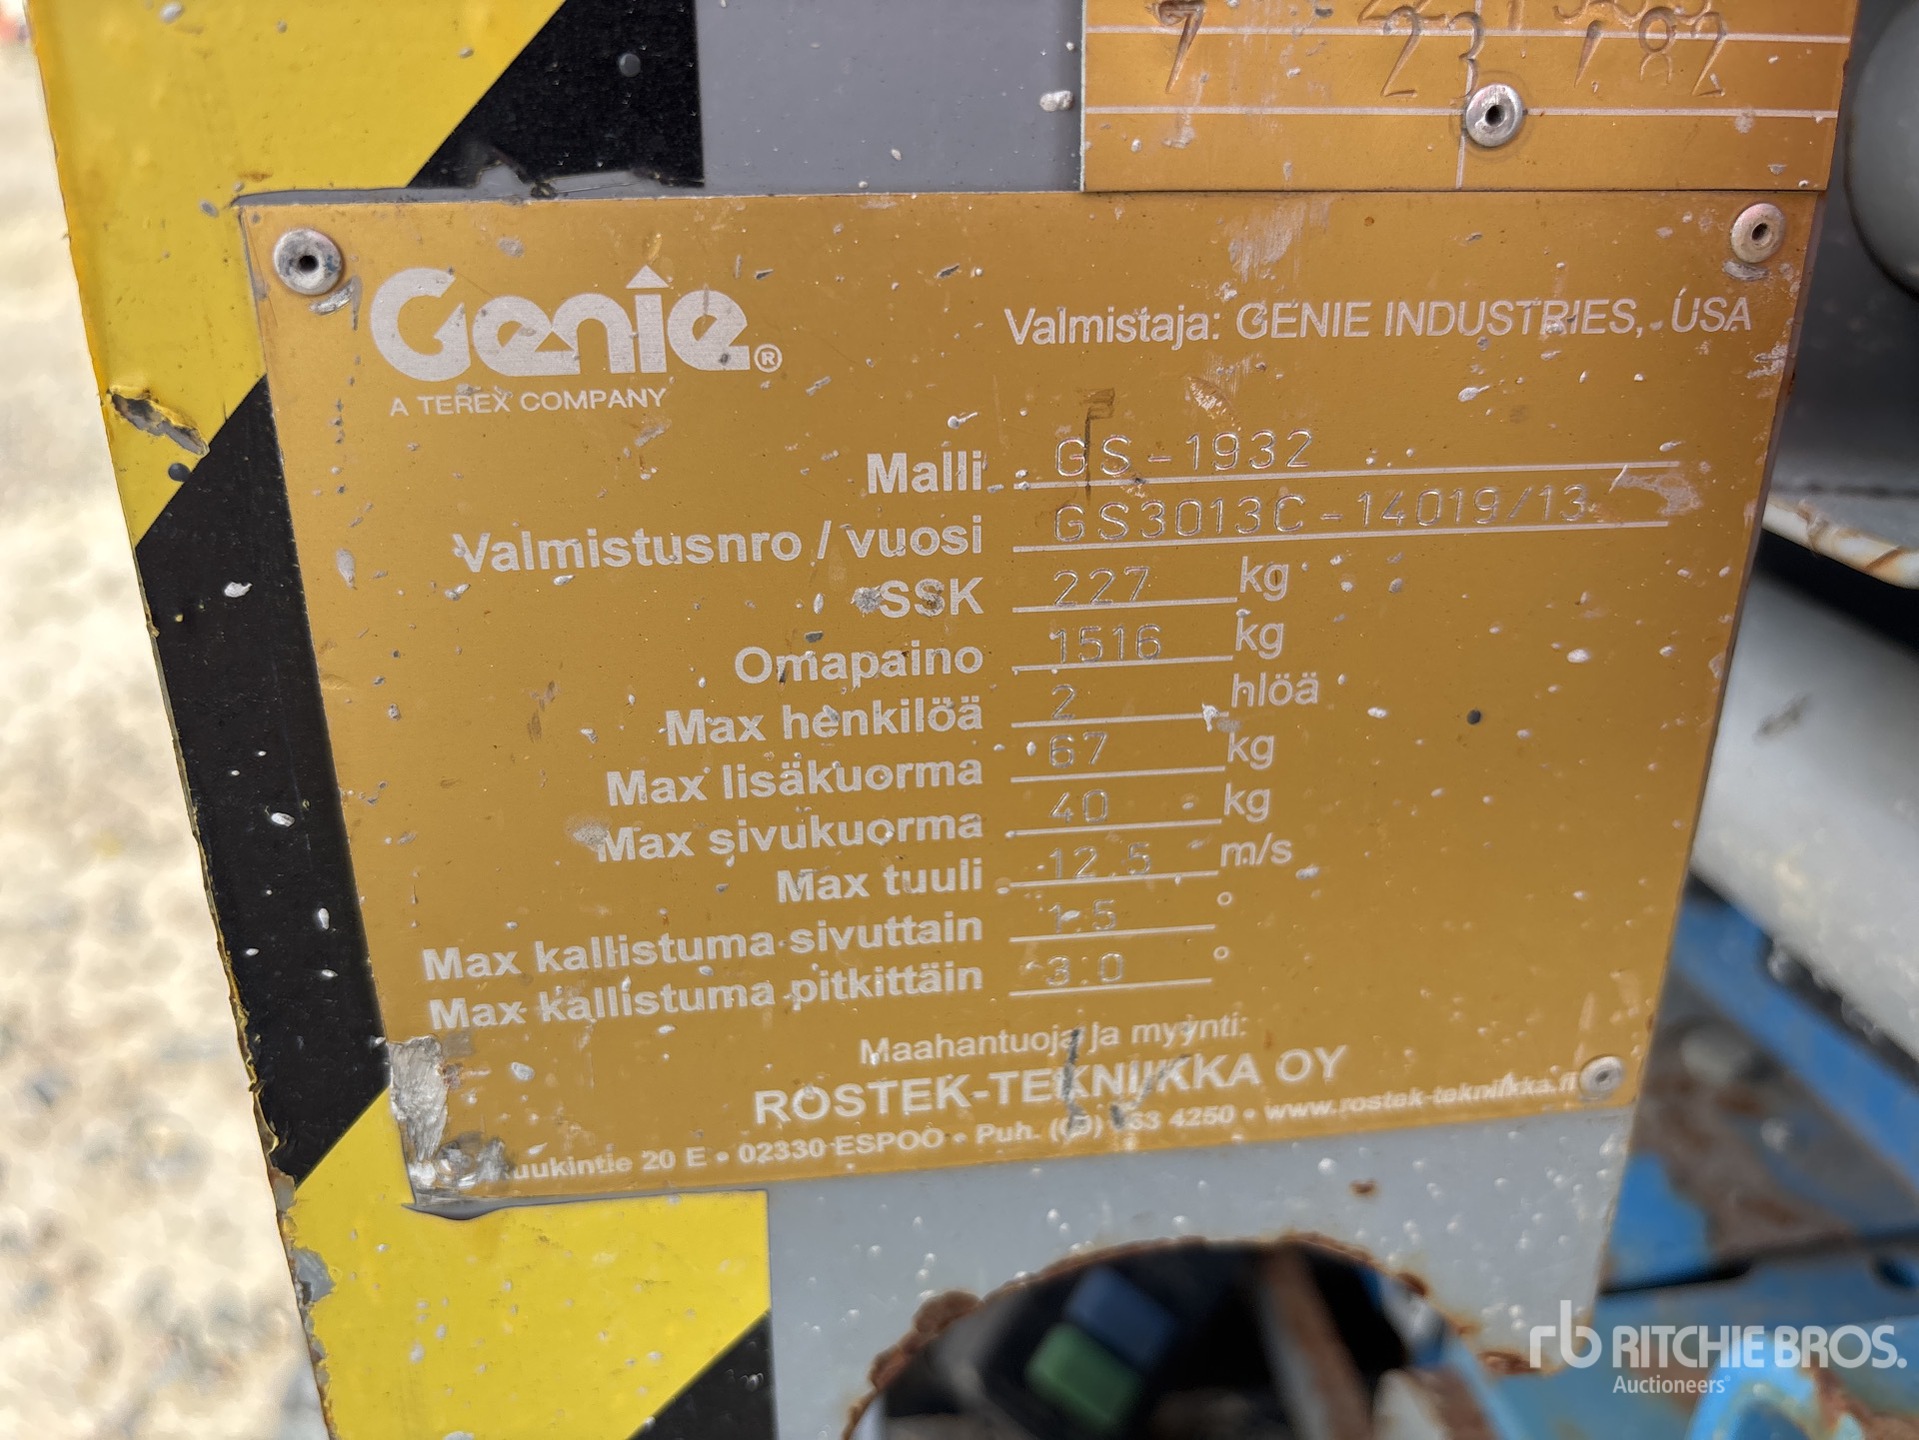 7 23 182
Genie®
A TEREX COMPANY
Valmistaja: GENIE INDUSTRIES, USA
Malli GS-1932
Valmistusnro / vuosi GS3013C-14019/13
SSK 227 kg
Omapaino 1516 kg
Max henkilöä 2 hlöä
Max lisäkuorma 67 kg
Max sivukuorma 40 kg
Max tuuli 12.5 m/s
Max kallistuma sivuttain 1.5 °
Max kallistuma pitkittäin 3.0 °
Maahantuoja ja myynti:
ROSTEK-TEKNIIKKA OY
20 E • 02330 ESPOO • Puh. 4250 • www.rostek-tekniikka.fi
rb RITCHIE BROS.
Auctioneers